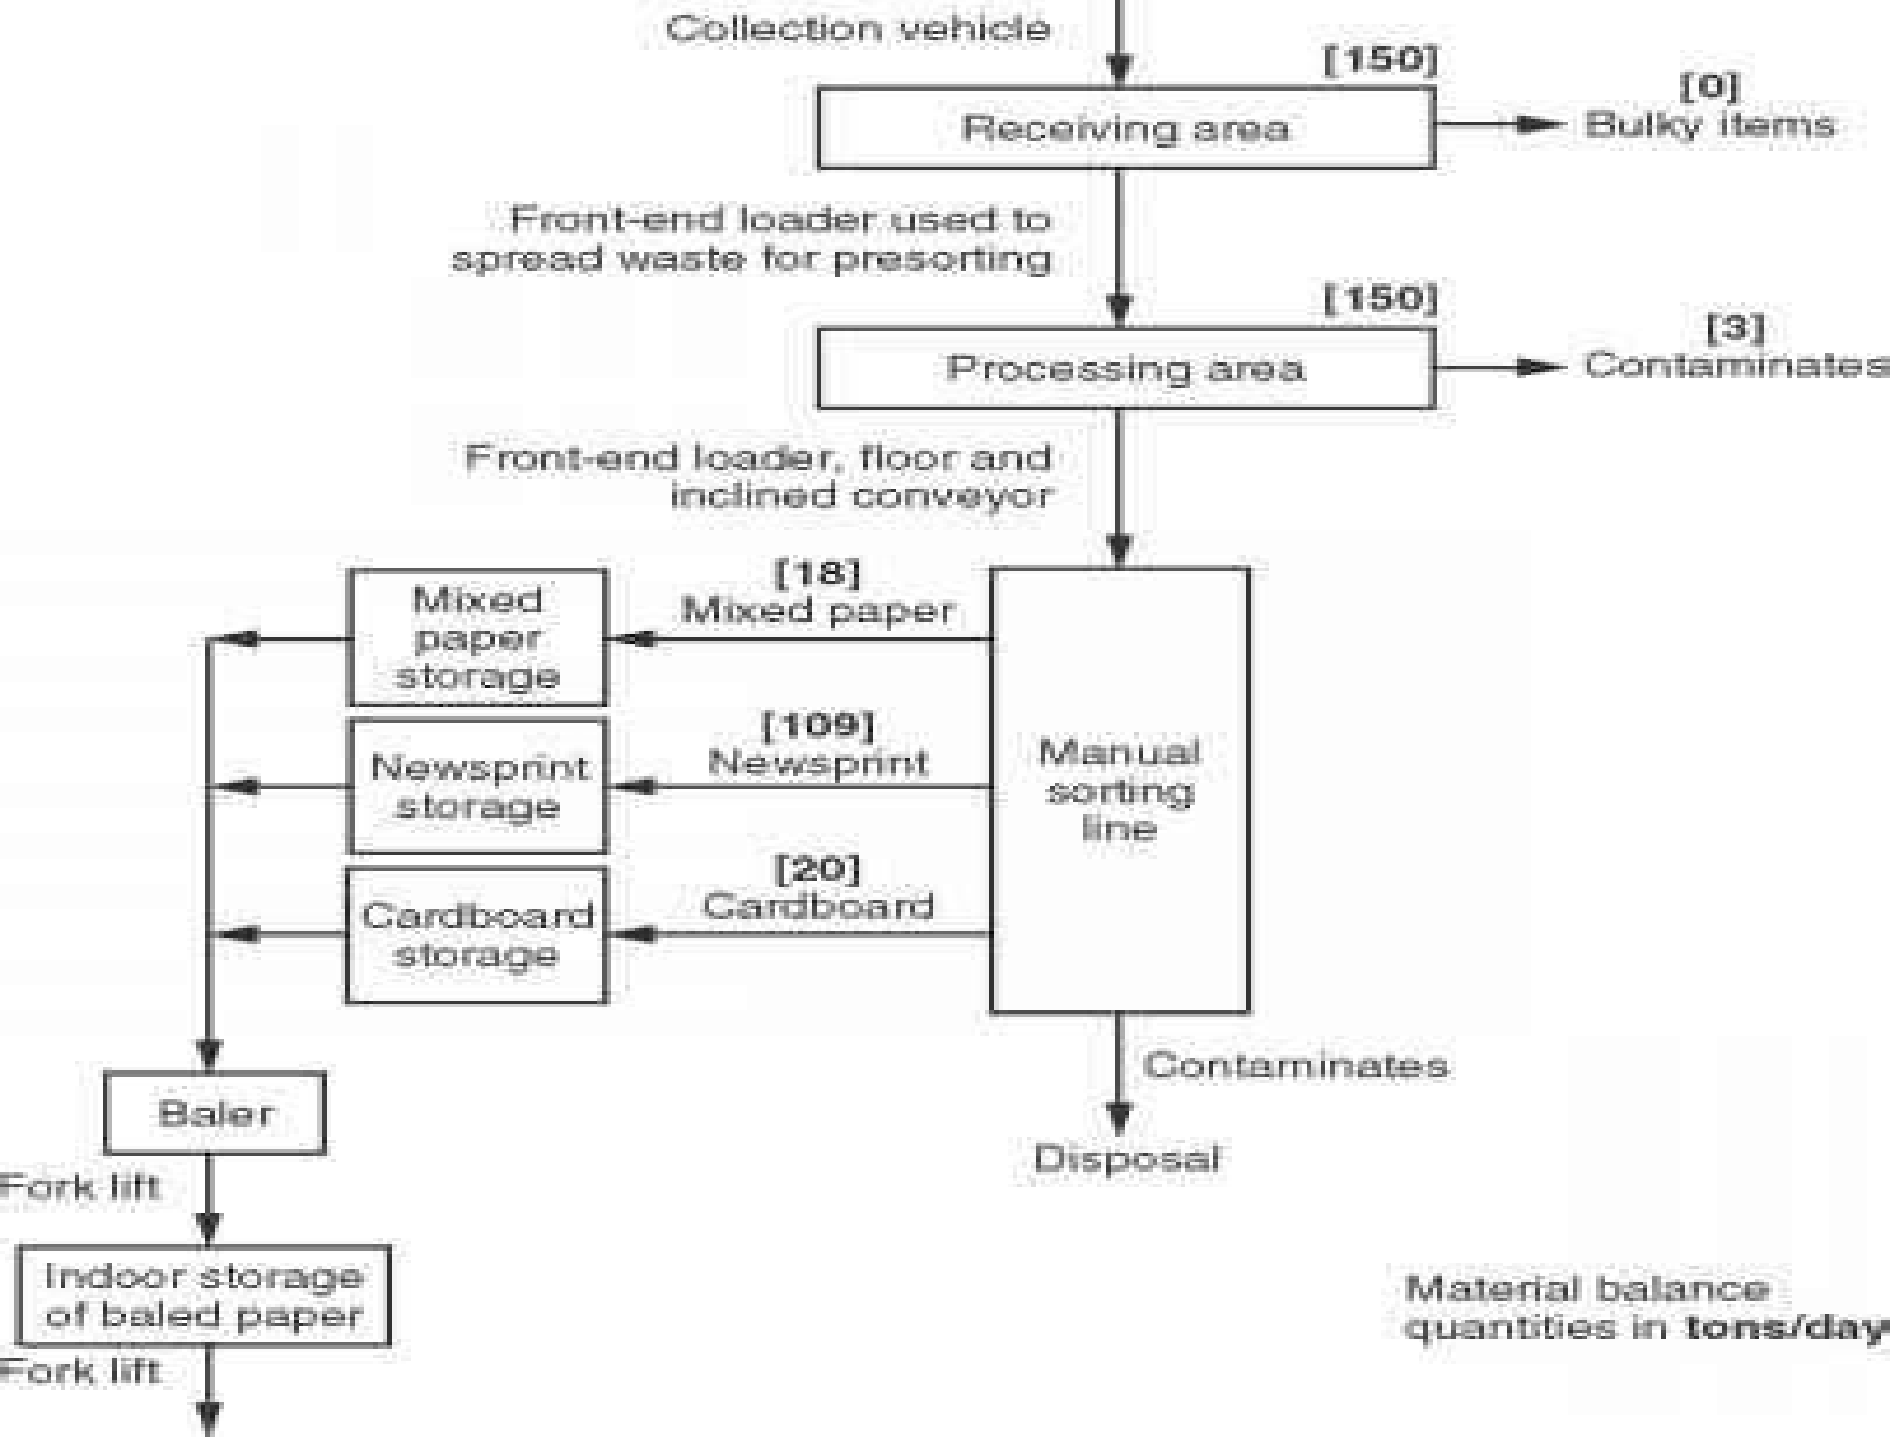 Collection vehicle
[150]
[0]
Receiving area
Bulky items
Front-end loader used to
spread waste for presorting
[150]
[3]
Processing area
Contaminates
Front-end loader, floor and
inclined conveyor
[18]
Mixed paper
Mixed
paper
storage
[109]
Newsprint
Newsprint
storage
Manual
sorting
line
[20]
Cardboard
Cardboard
storage
Contaminates
Baler
Disposal
Fork lift
Indoor storage
of baled paper
Material balance
quantities in tons/day
Fork lift